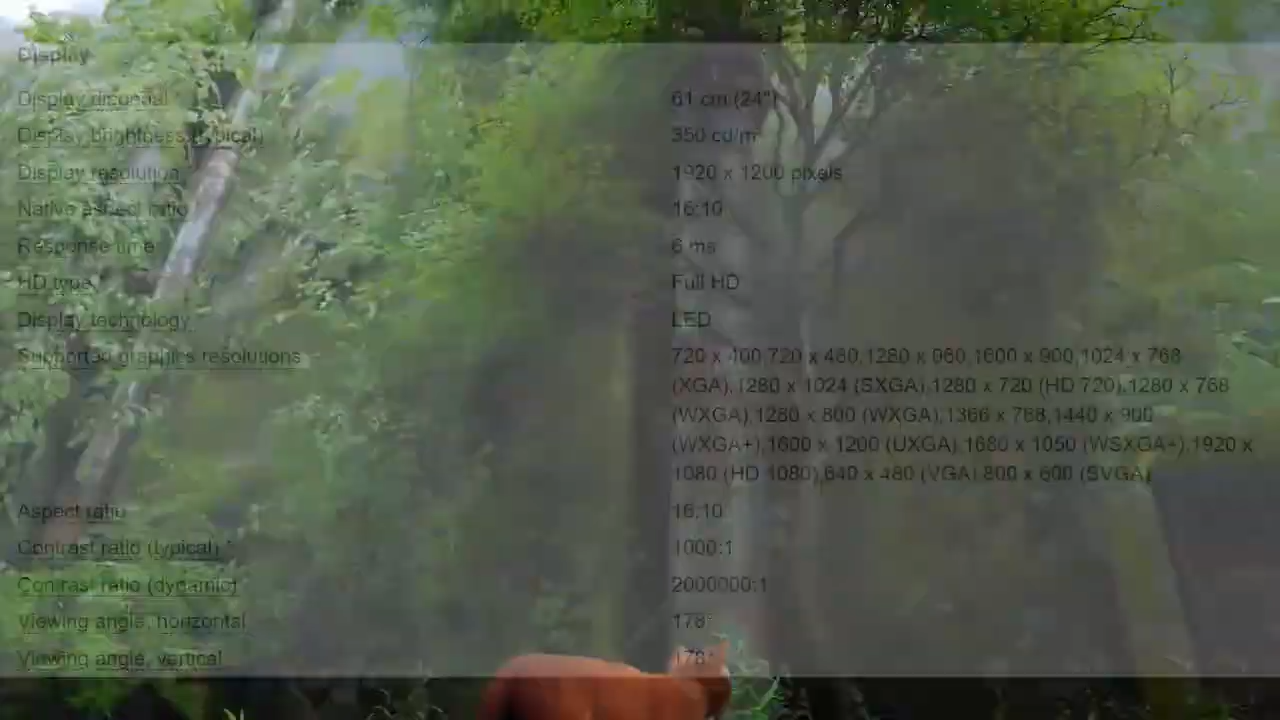 Display
Display diagonal 61 cm (24")
Display brightness (typical) 350 cd/m²
Display resolution 1920 x 1200 pixels
Native aspect ratio 16:10
Response time 6 ms
HD type Full HD
Display technology LED
Supported graphics resolutions 720 x 400,720 x 480,1280 x 960,1600 x 900,1024 x 768
(XGA),1280 x 1024 (SXGA),1280 x 720 (HD 720),1280 x 768
(WXGA),1280 x 800 (WXGA),1366 x 768,1440 x 900
(WXGA+),1600 x 1200 (UXGA),1680 x 1050 (WSXGA+),1920 x
1080 (HD 1080),640 x 480 (VGA),800 x 600 (SVGA)
Aspect ratio 16:10
Contrast ratio (typical) * 1000:1
Contrast ratio (dynamic) 2000000:1
Viewing angle, horizontal 178°
Viewing angle, vertical 178°